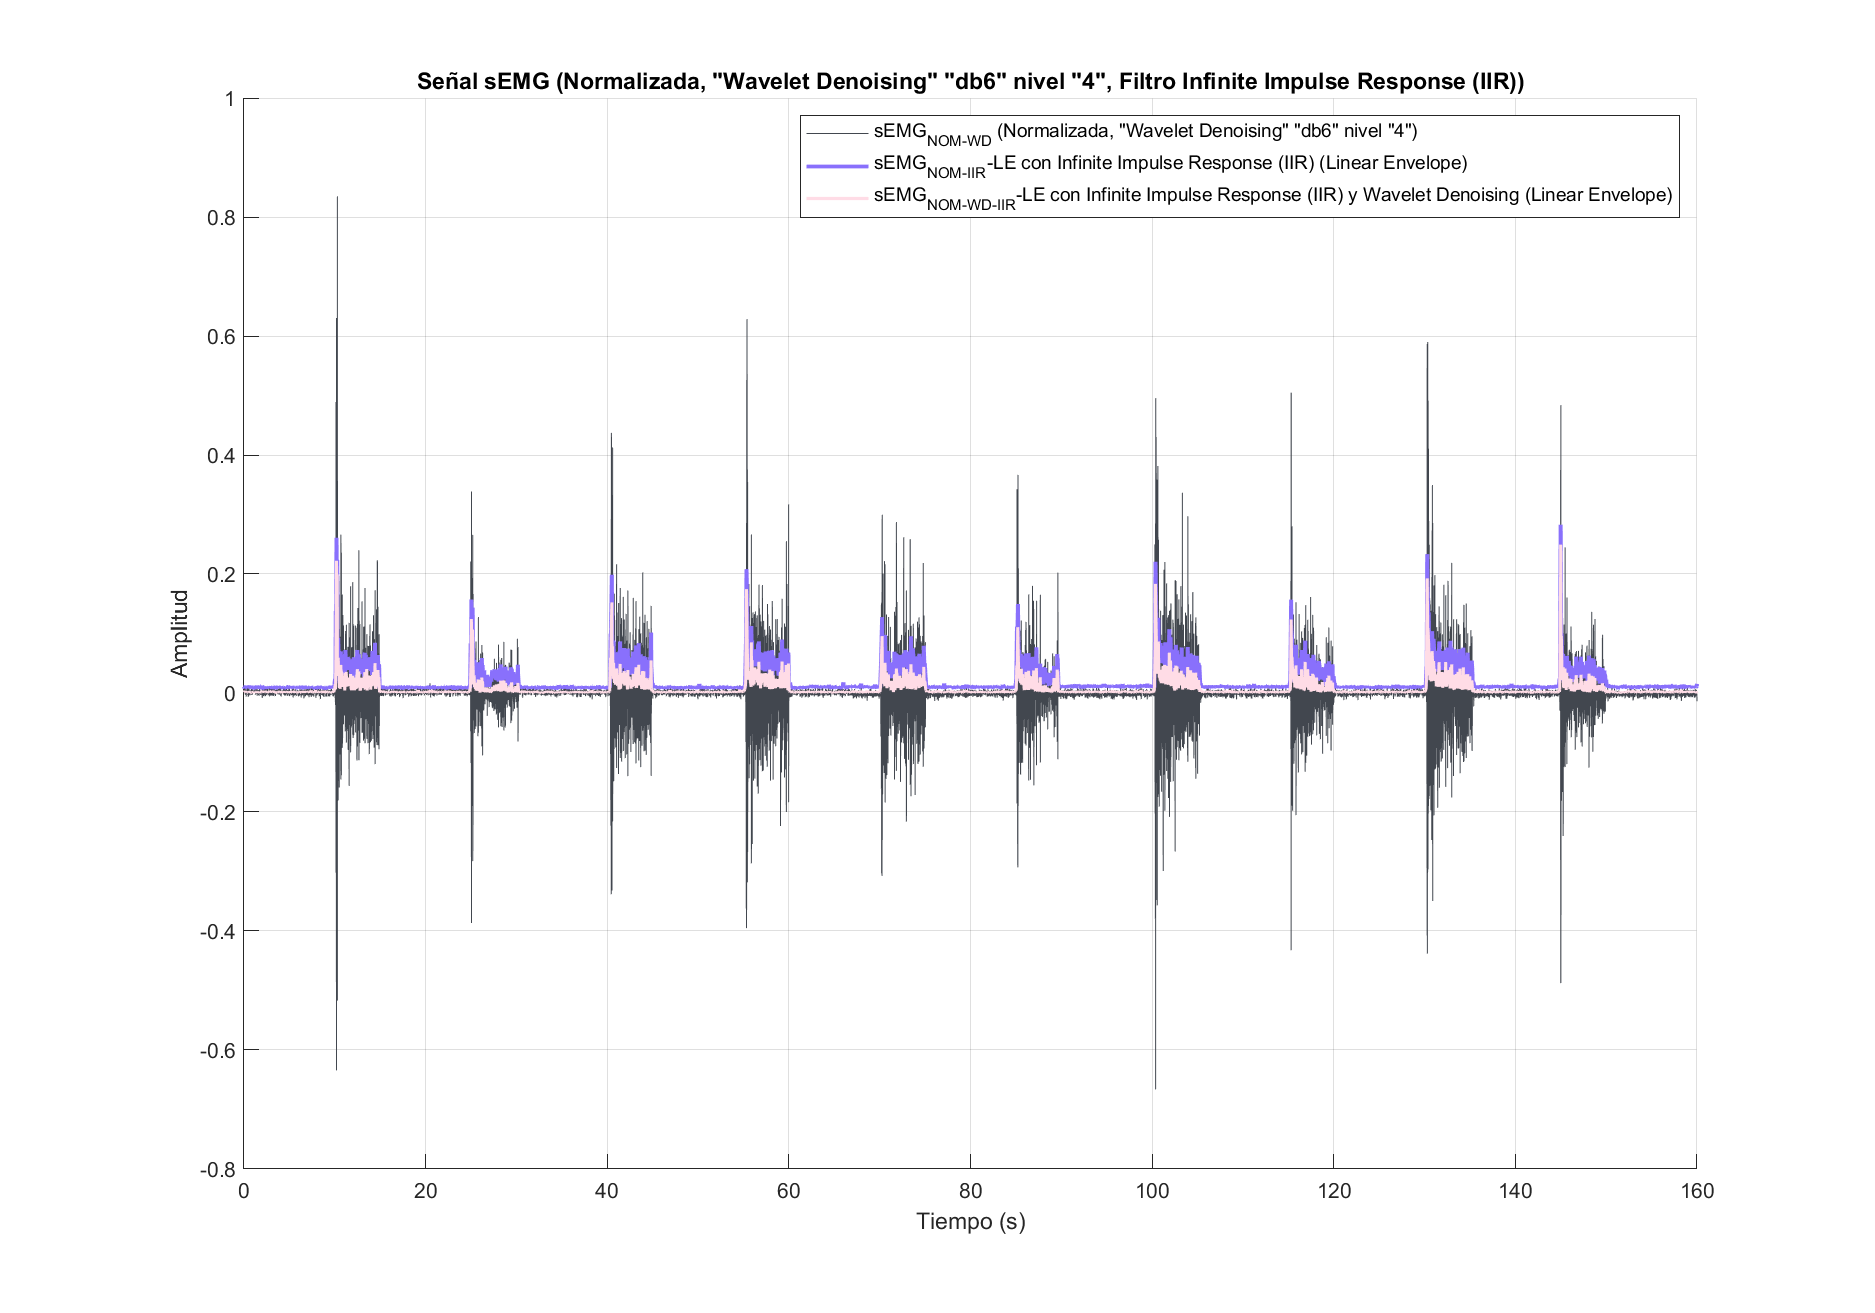 Señal sEMG (Normalizada, "Wavelet Denoising" "db6" nivel "4", Filtro Infinite Impulse Response (IIR))
sEMG_NOM-WD (Normalizada, "Wavelet Denoising" "db6" nivel "4")
sEMG_NOM-IIR-LE con Infinite Impulse Response (IIR) (Linear Envelope)
sEMG_NOM-WD-IIR-LE con Infinite Impulse Response (IIR) y Wavelet Denoising (Linear Envelope)
Amplitud
1
0.8
0.6
0.4
0.2
0
-0.2
-0.4
-0.6
-0.8
0 20 40 60 80 100 120 140 160
Tiempo (s)